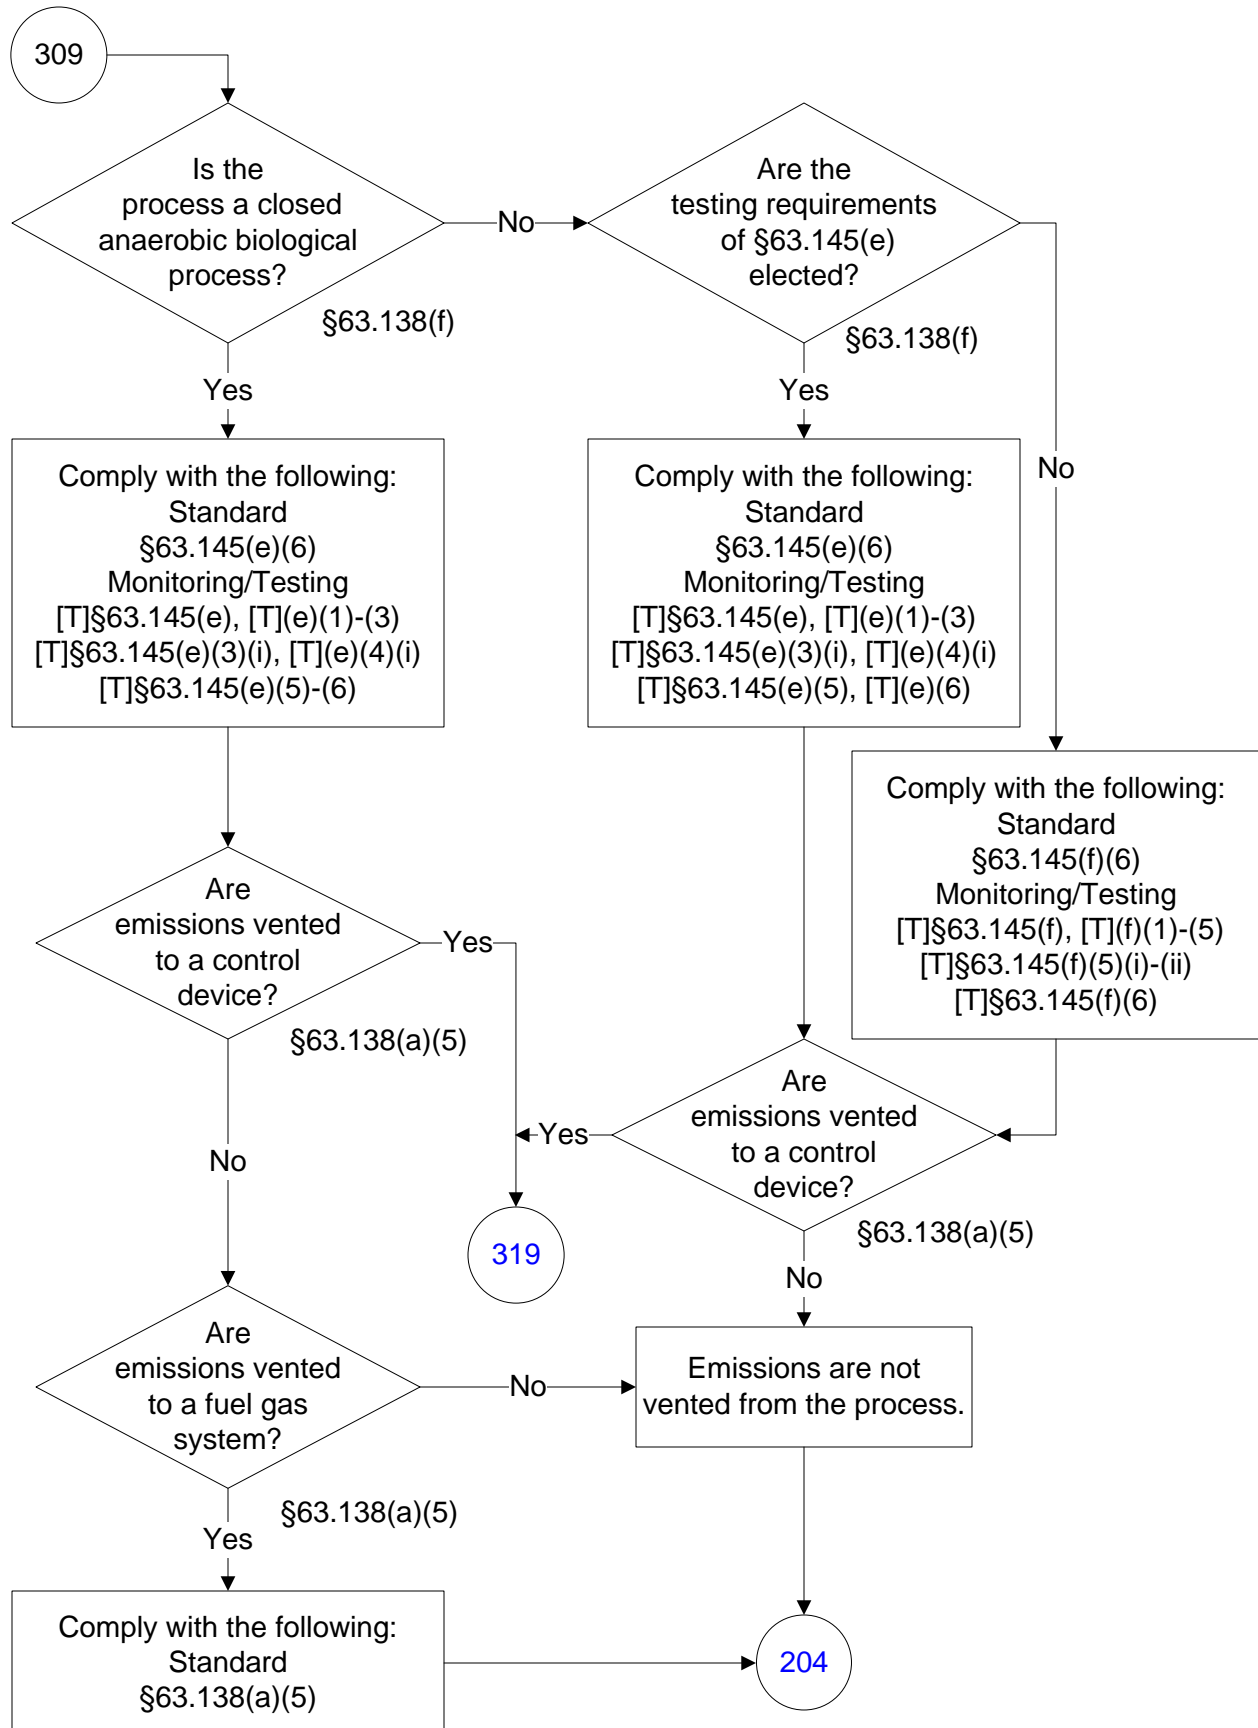 309
Is the
process a closed
anaerobic biological
process?
§63.138(f)
No
Are the
testing requirements
of §63.145(e)
elected?
§63.138(f)
Yes
Yes
No
Comply with the following:
Standard
§63.145(e)(6)
Monitoring/Testing
[T]§63.145(e), [T](e)(1)-(3)
[T]§63.145(e)(3)(i), [T](e)(4)(i)
[T]§63.145(e)(5)-(6)
Comply with the following:
Standard
§63.145(e)(6)
Monitoring/Testing
[T]§63.145(e), [T](e)(1)-(3)
[T]§63.145(e)(3)(i), [T](e)(4)(i)
[T]§63.145(e)(5), [T](e)(6)
Comply with the following:
Standard
§63.145(f)(6)
Monitoring/Testing
[T]§63.145(f), [T](f)(1)-(5)
[T]§63.145(f)(5)(i)-(ii)
[T]§63.145(f)(6)
Are
emissions vented
to a control
device?
§63.138(a)(5)
Yes
No
Are
emissions vented
to a control
device?
§63.138(a)(5)
Yes
No
319
Are
emissions vented
to a fuel gas
system?
§63.138(a)(5)
No
Yes
Emissions are not
vented from the process.
Comply with the following:
Standard
§63.138(a)(5)
204